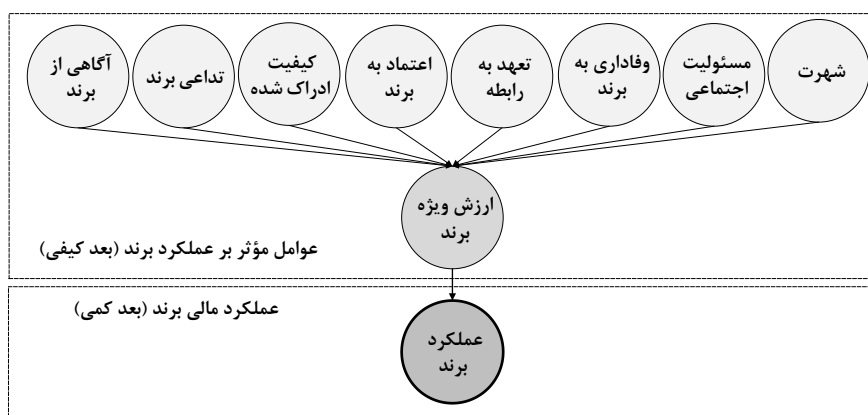 شهرت
مسئولیت
اجتماعی
وفاداری به
برند
تعهد به
رابطه
اعتماد به
برند
کیفیت
ادراک شده
تداعی برند
آگاهی از
برند
ارزش ویژه
برند
عوامل مؤثر بر عملکرد برند (بعد کیفی)
عملکرد مالی برند (بعد کمی)
عملکرد
برند